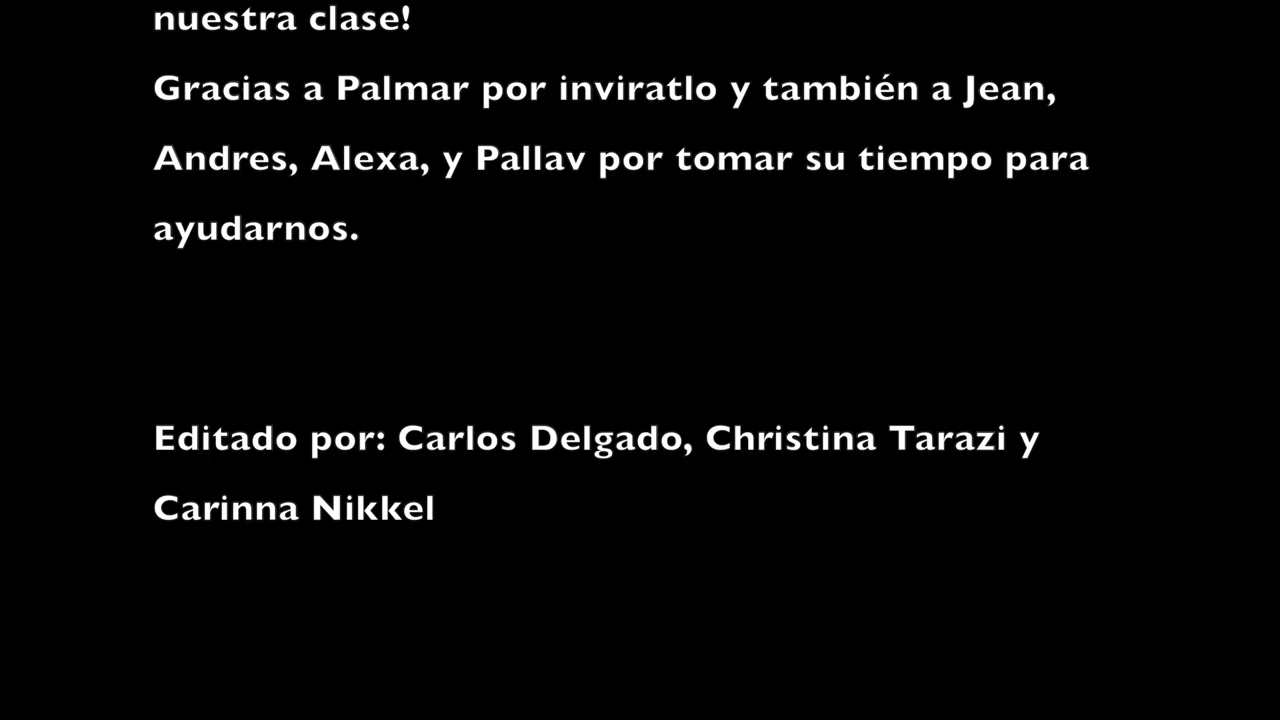 nuestra clase!
Gracias a Palmar por inviratlo y también a Jean,
Andres, Alexa, y Pallav por tomar su tiempo para
ayudarnos.
Editado por: Carlos Delgado, Christina Tarazi y
Carinna Nikkel